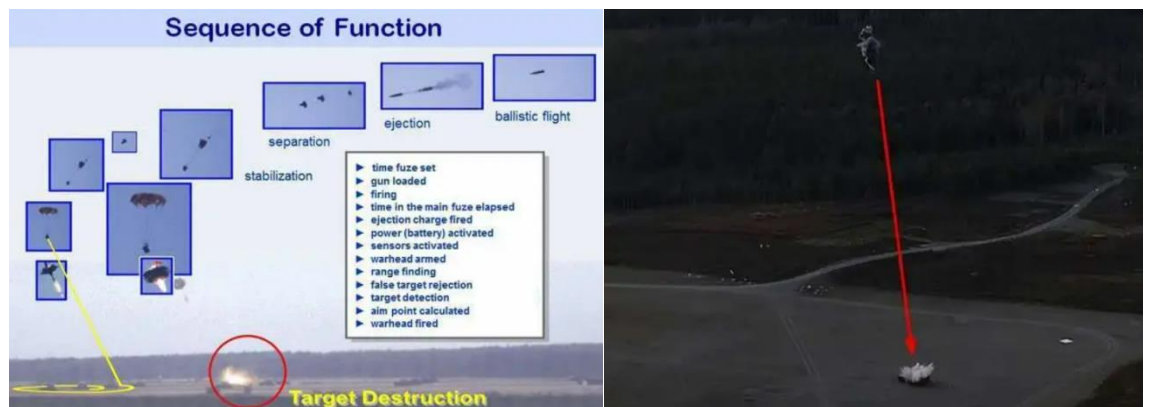 Sequence of Function
ballistic flight
ejection
separation
stabilization
time fuze set
gun loaded
firing
time in the main fuze elapsed
ejection charge fired
power (battery) activated
sensors activated
warhead armed
range finding
false target rejection
target detection
aim point calculated
warhead fired
Target Destruction